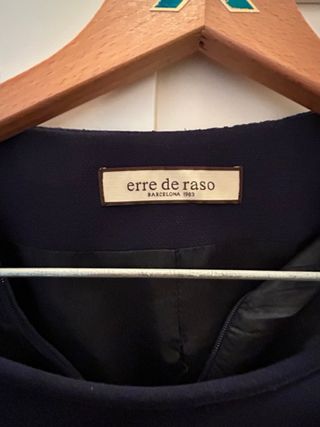 erre de raso
BARCELONA 1983